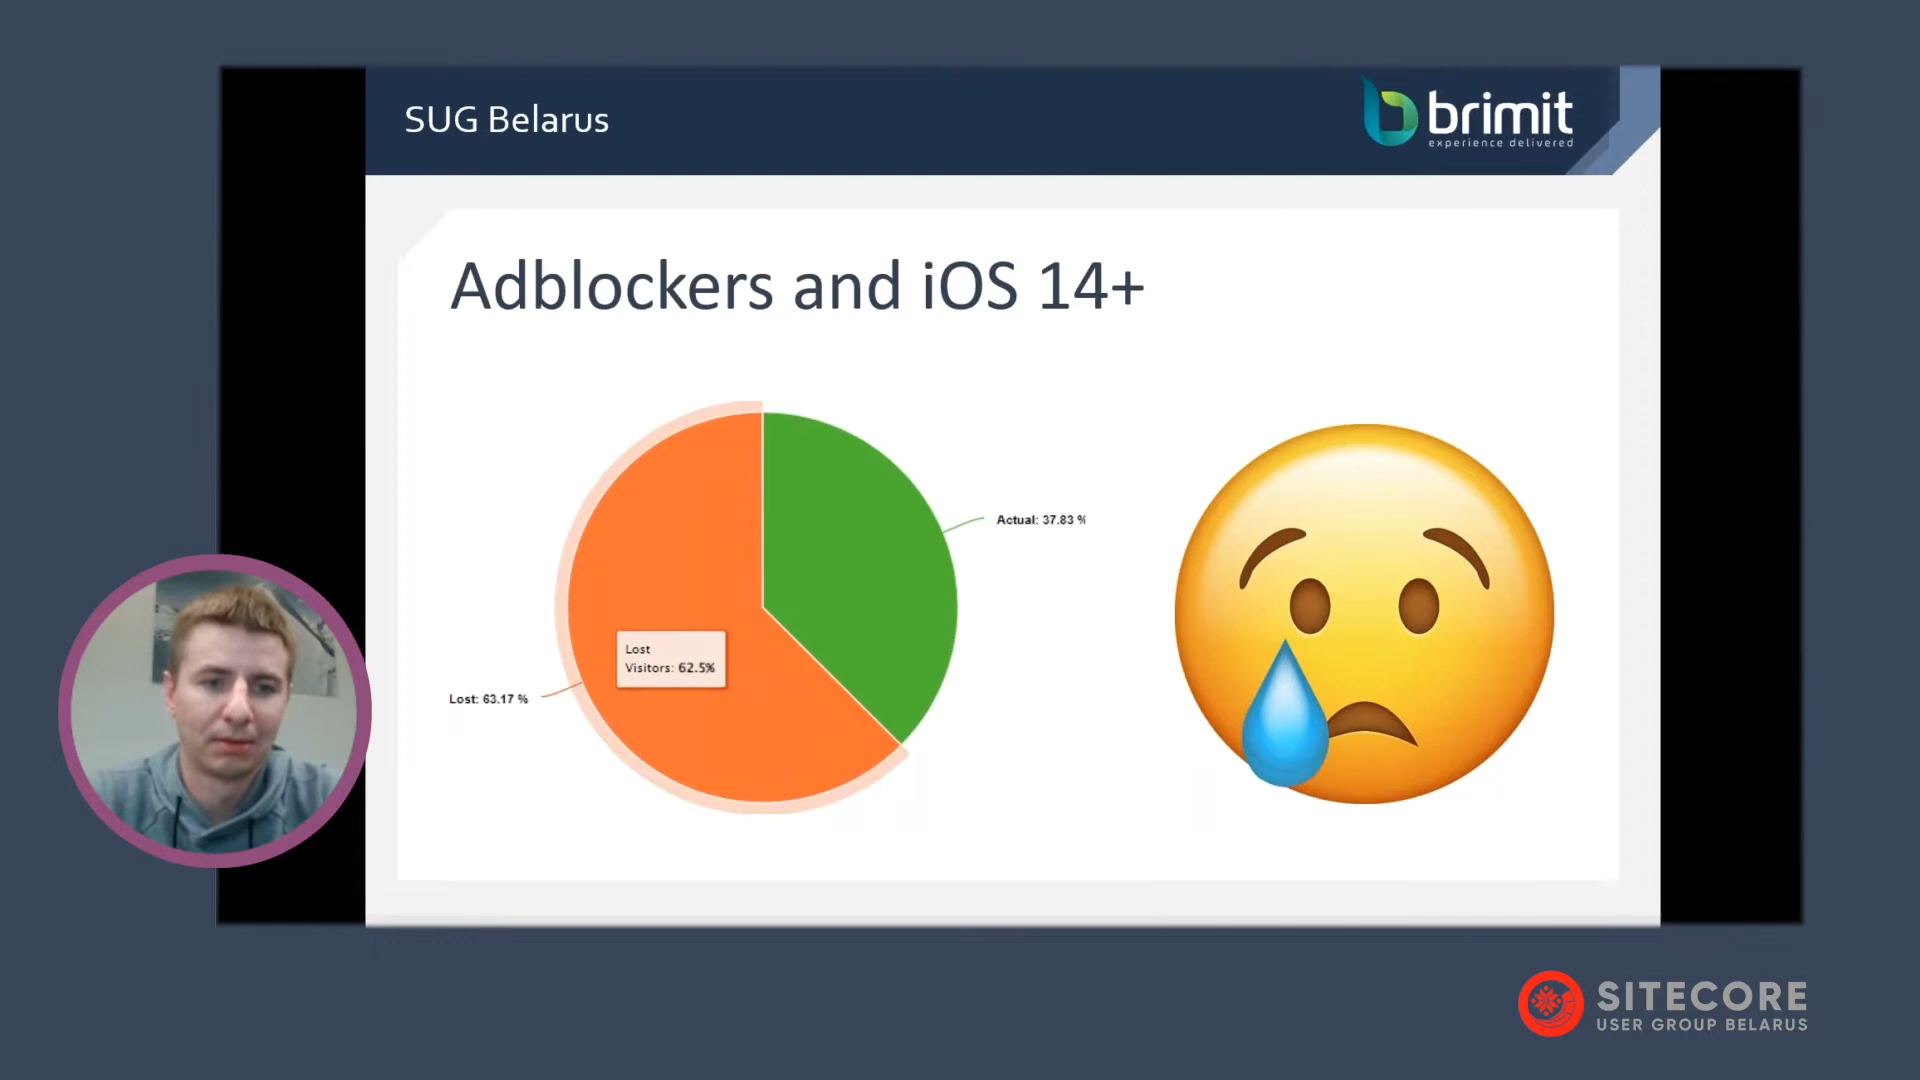 SUG Belarus
brimit
experience delivered
Adblockers and iOS 14+
Actual: 37.83 %
Lost
Visitors: 62.5%
Lost: 63.17 %
SITECORE
USER GROUP BELARUS